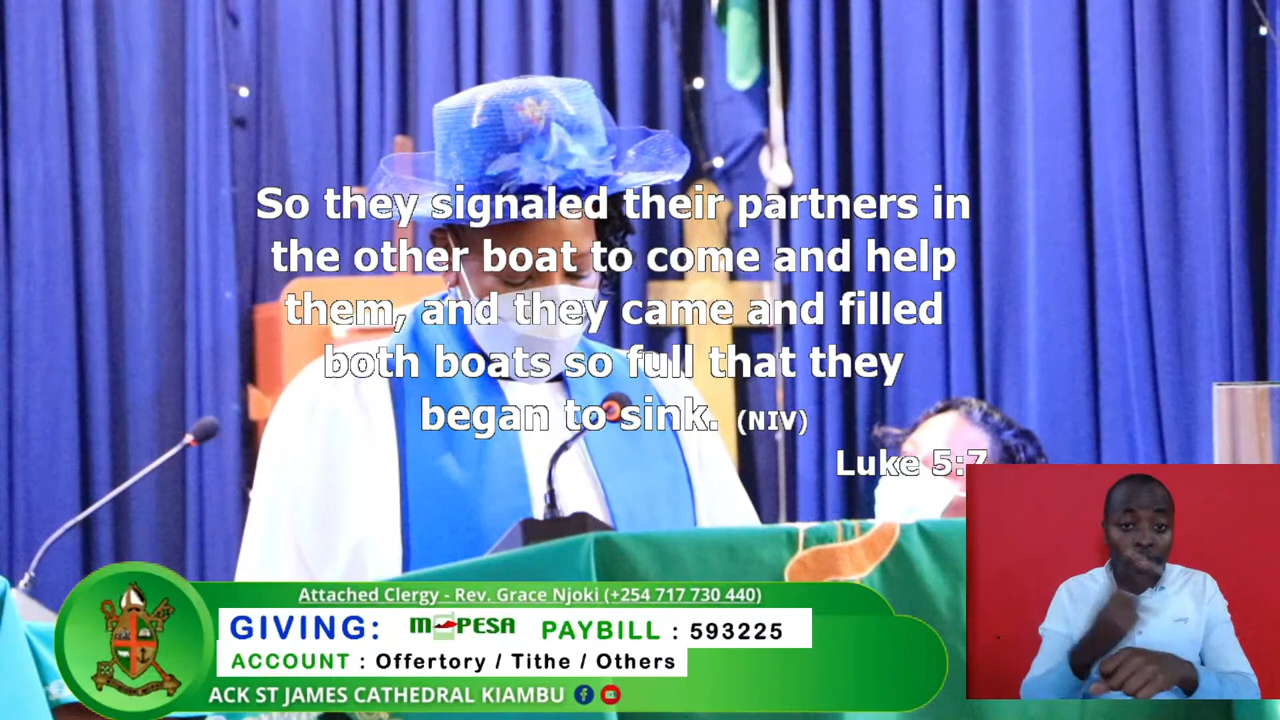 So they signaled their partners in
the other boat to come and help
them, and they came and filled
both boats so full that they
began to sink. (NIV)
Luke 5:7
Attached Clergy - Rev. Grace Njoki (+254 717 730 440)
GIVING: M-PESA PAYBILL : 593225
ACCOUNT : Offertory / Tithe / Others
ACK ST JAMES CATHEDRAL KIAMBU